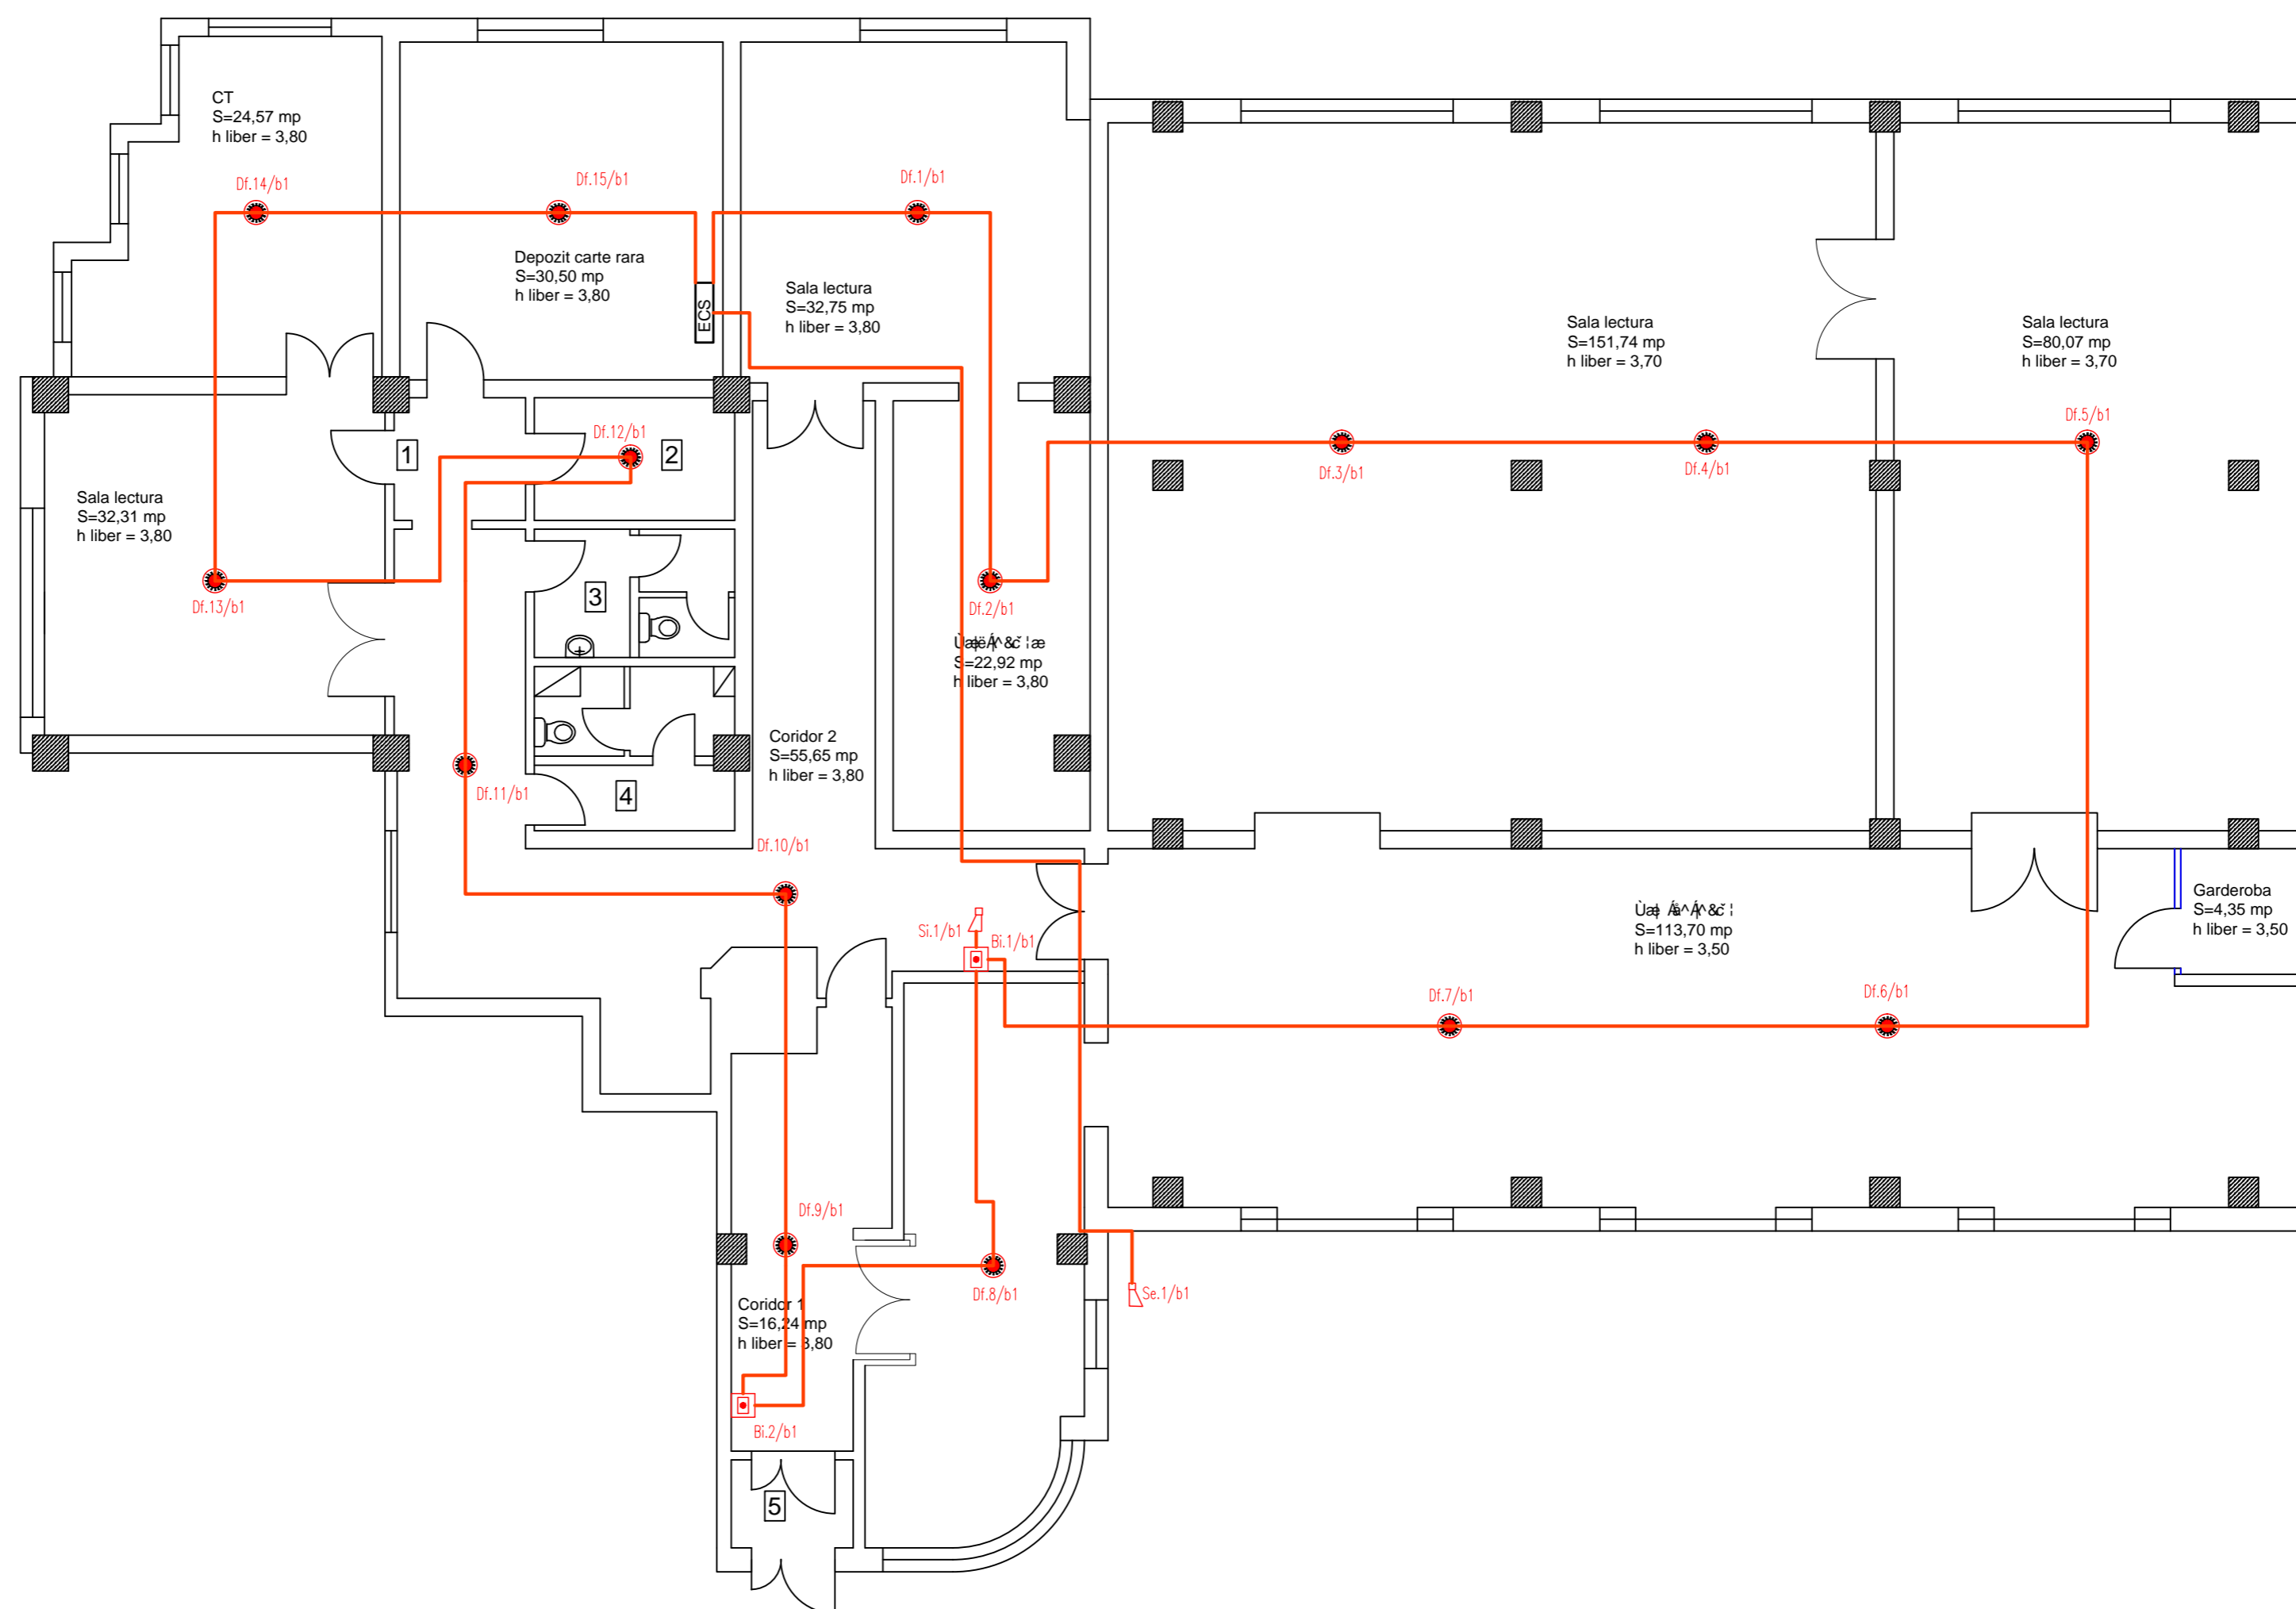 CT
S=24,57 mp
h liber = 3,80
Df.14/b1
Df.15/b1
Df.1/b1
Depozit carte rara
S=30,50 mp
h liber = 3,80
ECS
Sala lectura
S=32,75 mp
h liber = 3,80
Sala lectura
S=151,74 mp
h liber = 3,70
Sala lectura
S=80,07 mp
h liber = 3,70
Df.12/b1
1
2
Df.3/b1
Df.4/b1
Df.5/b1
Sala lectura
S=32,31 mp
h liber = 3,80
Df.13/b1
3
Df.2/b1
S=22,92 mp
h liber = 3,80
Coridor 2
S=55,65 mp
h liber = 3,80
Df.11/b1
4
Df.10/b1
Si.1/b1
Bi.1/b1
S=113,70 mp
h liber = 3,50
Garderoba
S=4,35 mp
h liber = 3,50
Df.7/b1
Df.6/b1
Df.9/b1
Df.8/b1
Se.1/b1
Coridor 1
S=16,24 mp
h liber = 3,80
Bi.2/b1
5